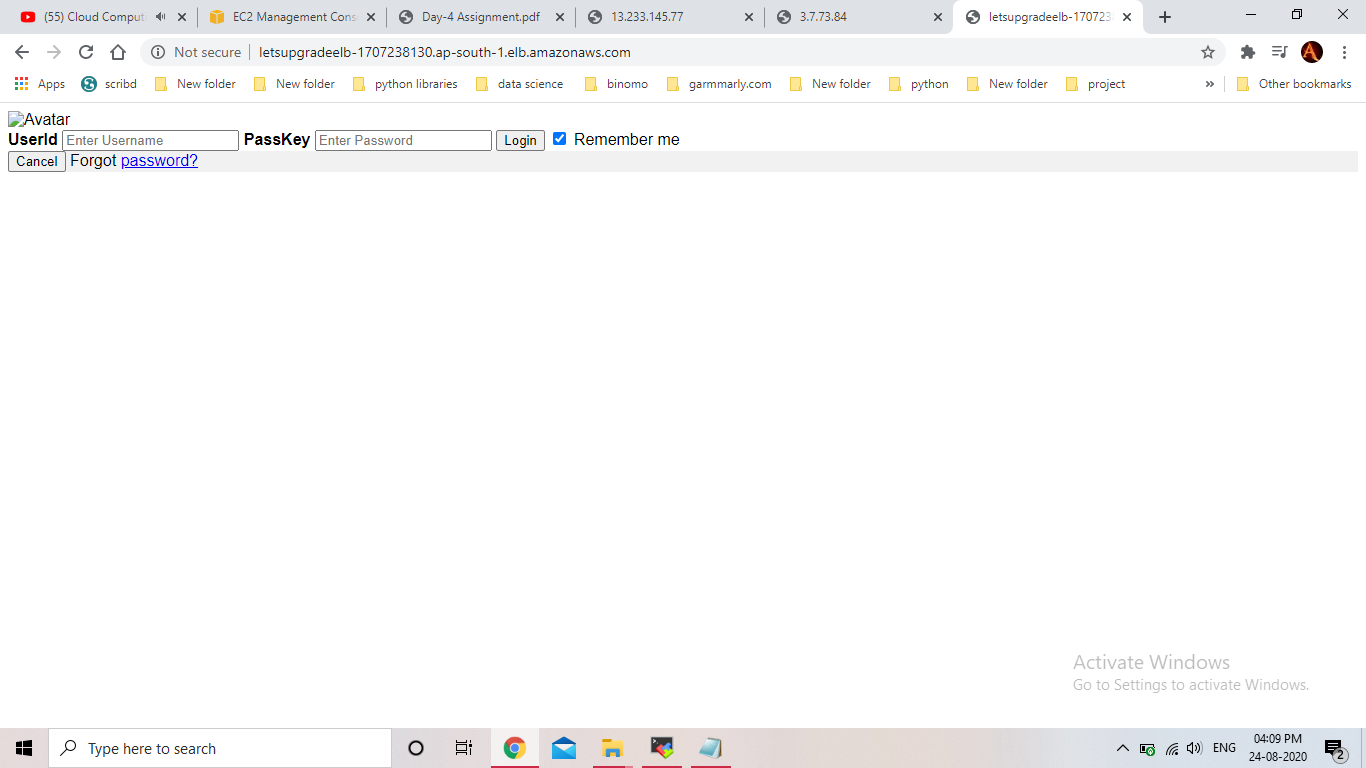 (55) Cloud Comput
EC2 Management Cons
Day-4 Assignment.pdf
13.233.145.77
3.7.73.84
letsupgradeelb-170723
Not secure
letsupgradeelb-1707238130.ap-south-1.elb.amazonaws.com
Apps
scribd
New folder
New folder
python libraries
data science
binomo
garmmarly.com
New folder
python
New folder
project
»
Other bookmarks
Avatar
UserId Enter Username PassKey Enter Password Login Remember me
Cancel Forgot password?
Activate Windows
Go to Settings to activate Windows.
Type here to search
ENG
04:09 PM
24-08-2020
2